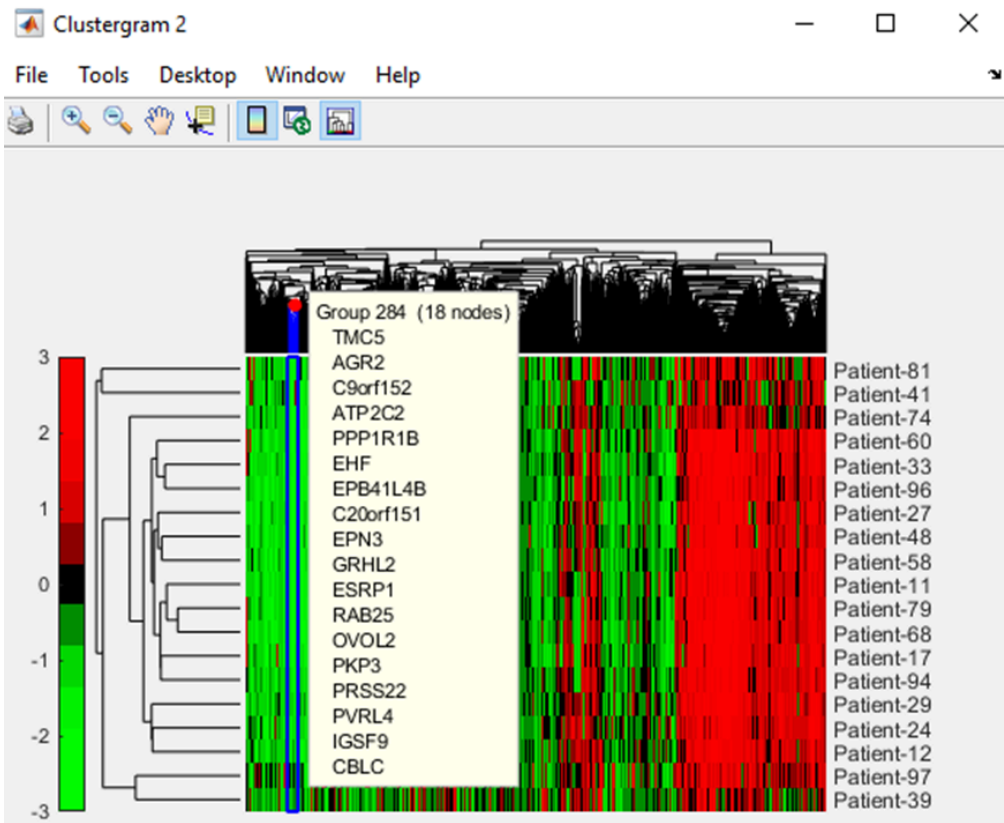 Clustergram 2
File Tools Desktop Window Help
Group 284 (18 nodes)
TMC5
AGR2
C9orf152
ATP2C2
PPP1R1B
EHF
EPB41L4B
C20orf151
EPN3
GRHL2
ESRP1
RAB25
OVOL2
PKP3
PRSS22
PVRL4
IGSF9
CBLC
3
2
1
0
-1
-2
-3
Patient-81
Patient-41
Patient-74
Patient-60
Patient-33
Patient-96
Patient-27
Patient-48
Patient-58
Patient-11
Patient-79
Patient-68
Patient-17
Patient-94
Patient-29
Patient-24
Patient-12
Patient-97
Patient-39